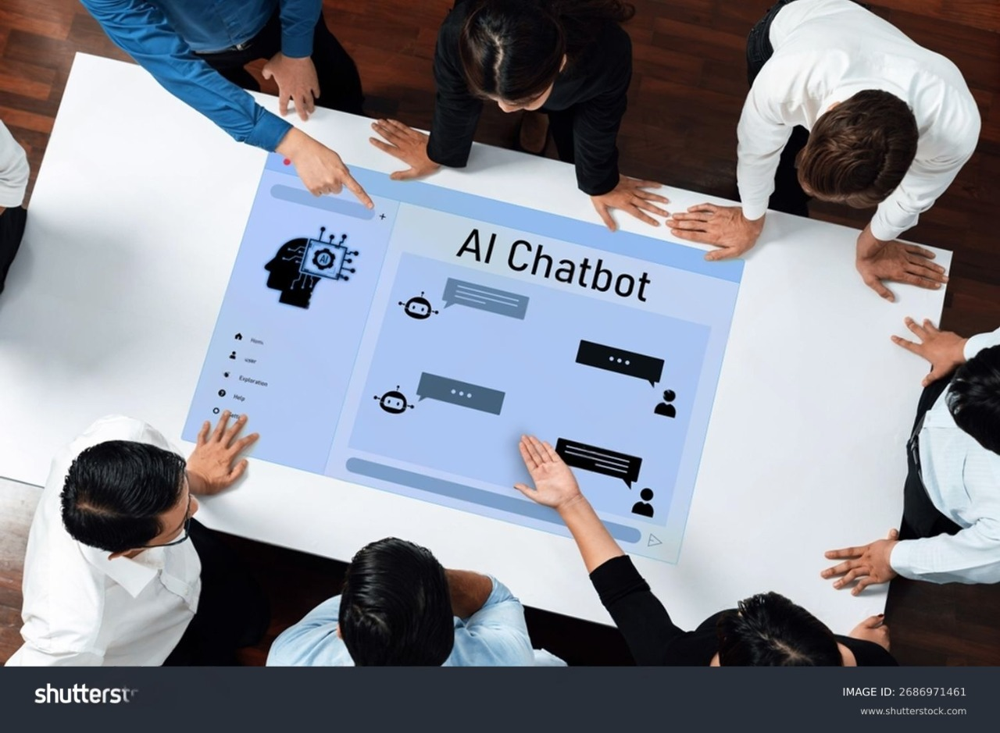 +
AI Chatbot
AI
Home
user
Exploration
Help
shutterst
IMAGE ID: 2686971461
www.shutterstock.com